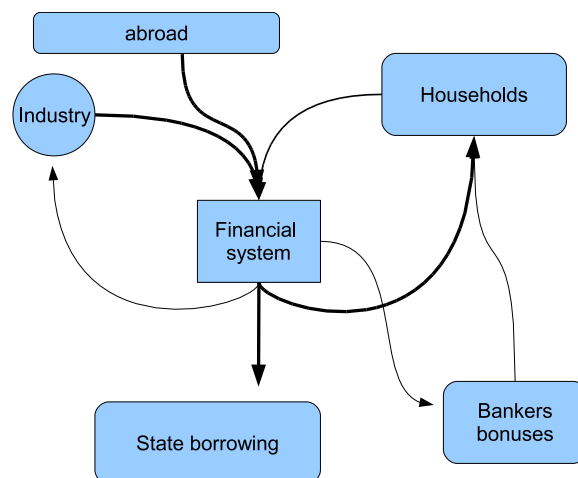 abroad
Industry
Households
Financial
system
State borrowing
Bankers
bonuses